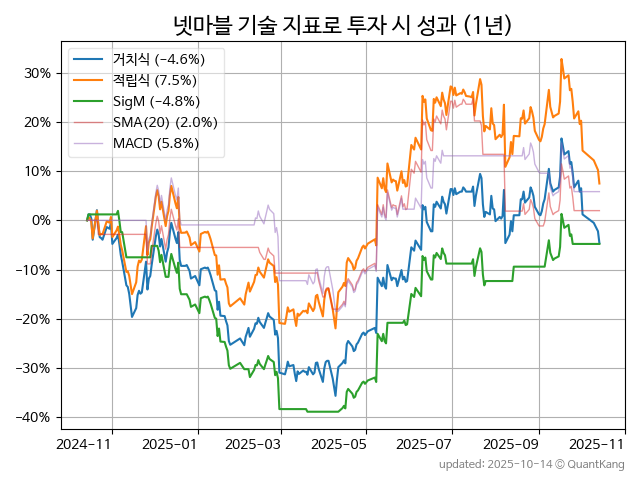 넷마블 기술 지표로 투자 시 성과 (1년)
거치식 (−4.6%)
적립식 (7.5%)
SigM (−4.8%)
SMA(20) (2.0%)
MACD (5.8%)
30%
20%
10%
0%
−10%
−20%
−30%
−40%
2024−11 2025−01 2025−03 2025−05 2025−07 2025−09 2025−11
updated: 2025-10-14 © QuantKang